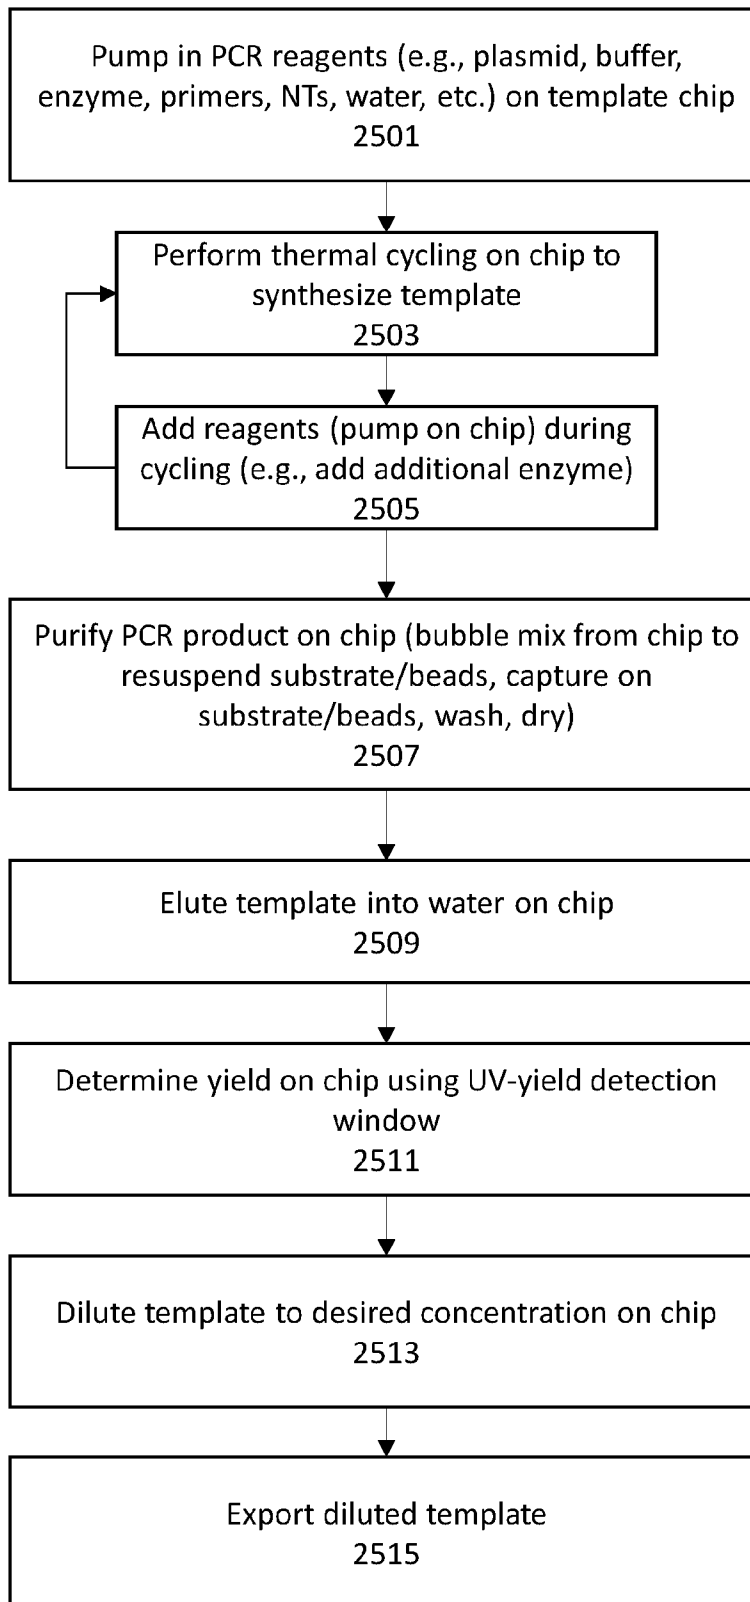 Pump in PCR reagents (e.g., plasmid, buffer,
enzyme, primers, NTs, water, etc.) on template chip
2501
Perform thermal cycling on chip to
synthesize template
2503
Add reagents (pump on chip) during
cycling (e.g., add additional enzyme)
2505
Purify PCR product on chip (bubble mix from chip to
resuspend substrate/beads, capture on
substrate/beads, wash, dry)
2507
Elute template into water on chip
2509
Determine yield on chip using UV-yield detection
window
2511
Dilute template to desired concentration on chip
2513
Export diluted template
2515